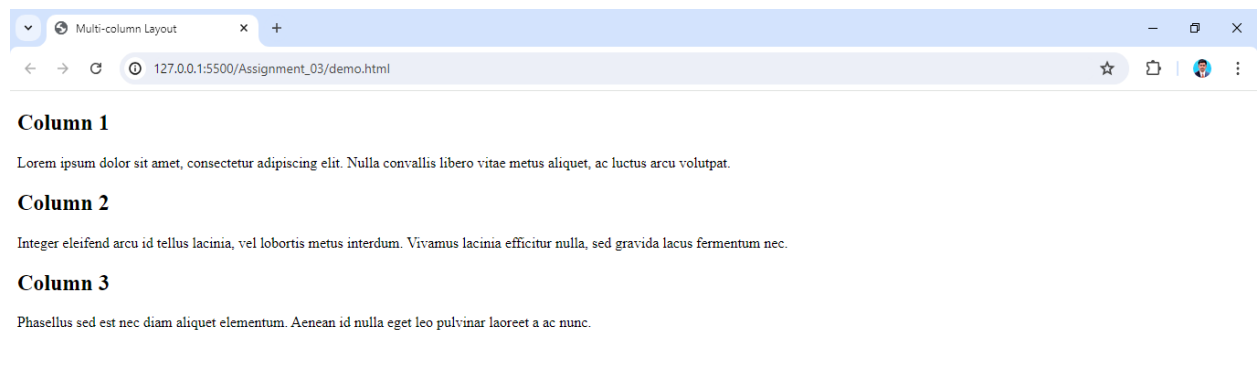 Multi-column Layout
127.0.0.1:5500/Assignment_03/demo.html
Column 1
Lorem ipsum dolor sit amet, consectetur adipiscing elit. Nulla convallis libero vitae metus aliquet, ac luctus arcu volutpat.
Column 2
Integer eleifend arcu id tellus lacinia, vel lobortis metus interdum. Vivamus lacinia efficitur nulla, sed gravida lacus fermentum nec.
Column 3
Phasellus sed est nec diam aliquet elementum. Aenean id nulla eget leo pulvinar laoreet a ac nunc.